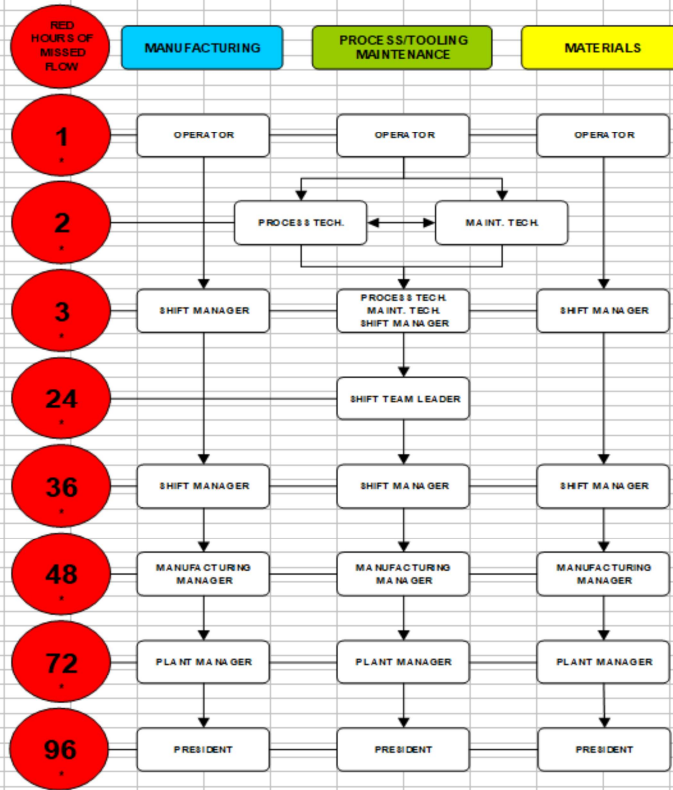 RED
HOURS OF
MISSED
FLOW
MANUFACTURING
PROCESS/TOOLING
MAINTENANCE
MATERIALS
1
*
OPERATOR
OPERATOR
OPERATOR
2
*
PROCESS TECH.
MAINT. TECH.
3
*
SHIFT MANAGER
PROCESS TECH.
MAINT. TECH.
SHIFT MANAGER
SHIFT MANAGER
24
*
SHIFT TEAM LEADER
36
*
SHIFT MANAGER
SHIFT MANAGER
SHIFT MANAGER
48
*
MANUFACTURING
MANAGER
MANUFACTURING
MANAGER
MANUFACTURING
MANAGER
72
*
PLANT MANAGER
PLANT MANAGER
PLANT MANAGER
96
*
PRESIDENT
PRESIDENT
PRESIDENT